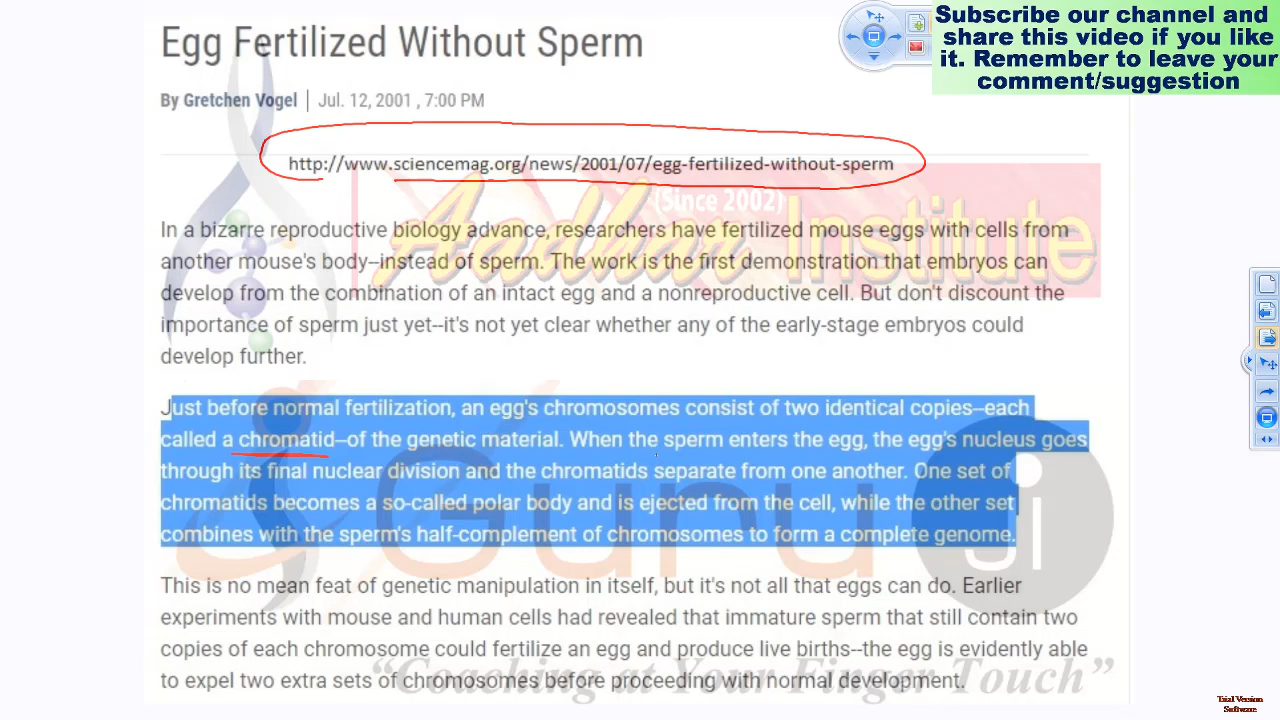 Subscribe our channel and
share this video if you like
it. Remember to leave your
comment/suggestion
Egg Fertilized Without Sperm
By Gretchen Vogel | Jul. 12, 2001 , 7:00 PM
http://www.sciencemag.org/news/2001/07/egg-fertilized-without-sperm
(Since 2002)
Aadhar Institute
In a bizarre reproductive biology advance, researchers have fertilized mouse eggs with cells from
another mouse's body--instead of sperm. The work is the first demonstration that embryos can
develop from the combination of an intact egg and a nonreproductive cell. But don't discount the
importance of sperm just yet--it's not yet clear whether any of the early-stage embryos could
develop further.
Just before normal fertilization, an egg's chromosomes consist of two identical copies--each
called a chromatid--of the genetic material. When the sperm enters the egg, the egg's nucleus goes
through its final nuclear division and the chromatids separate from one another. One set of
chromatids becomes a so-called polar body and is ejected from the cell, while the other set
combines with the sperm's half-complement of chromosomes to form a complete genome.
iGuru ji
This is no mean feat of genetic manipulation in itself, but it's not all that eggs can do. Earlier
experiments with mouse and human cells had revealed that immature sperm that still contain two
copies of each chromosome could fertilize an egg and produce live births--the egg is evidently able
to expel two extra sets of chromosomes before proceeding with normal development.
“Coaching at Your Finger Touch”
Trial Version
Software